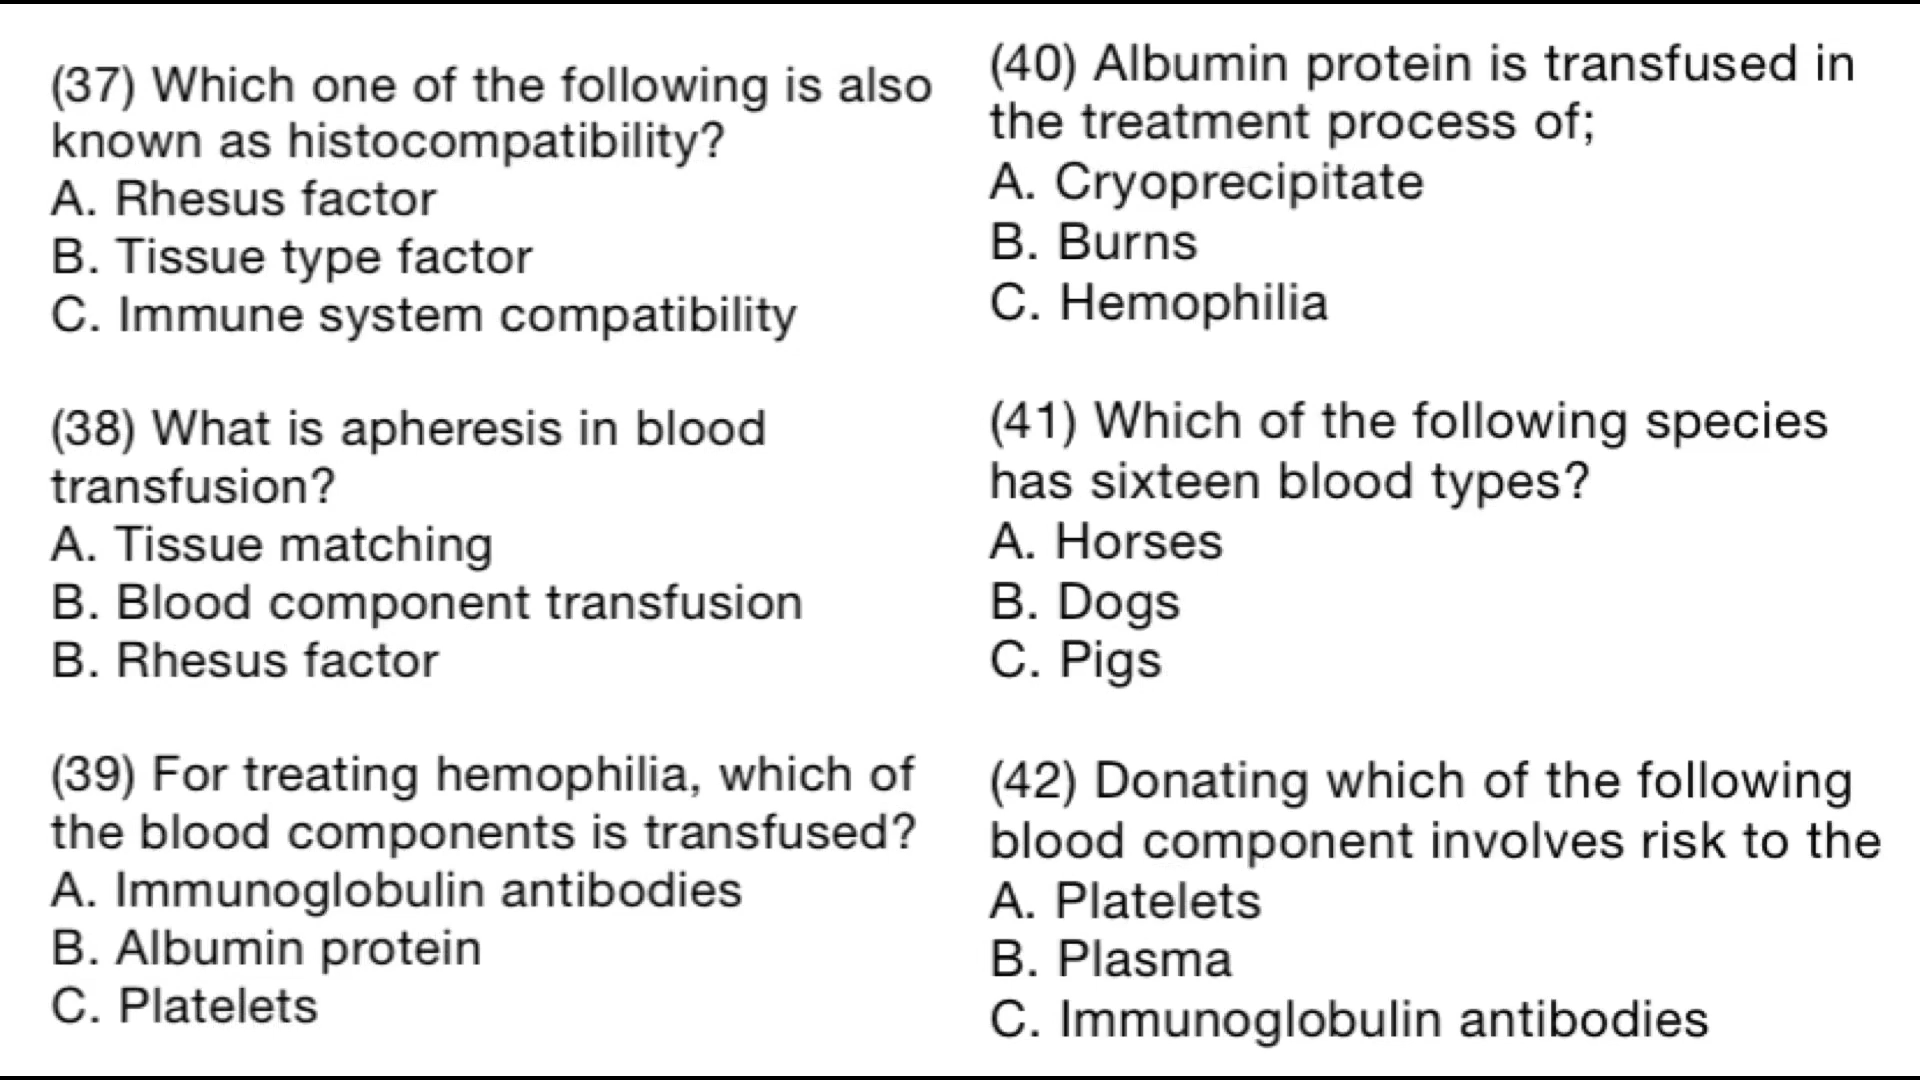 (37) Which one of the following is also
known as histocompatibility?
A. Rhesus factor
B. Tissue type factor
C. Immune system compatibility
(38) What is apheresis in blood
transfusion?
A. Tissue matching
B. Blood component transfusion
B. Rhesus factor
(39) For treating hemophilia, which of
the blood components is transfused?
A. Immunoglobulin antibodies
B. Albumin protein
C. Platelets
(40) Albumin protein is transfused in
the treatment process of;
A. Cryoprecipitate
B. Burns
C. Hemophilia
(41) Which of the following species
has sixteen blood types?
A. Horses
B. Dogs
C. Pigs
(42) Donating which of the following
blood component involves risk to the
A. Platelets
B. Plasma
C. Immunoglobulin antibodies